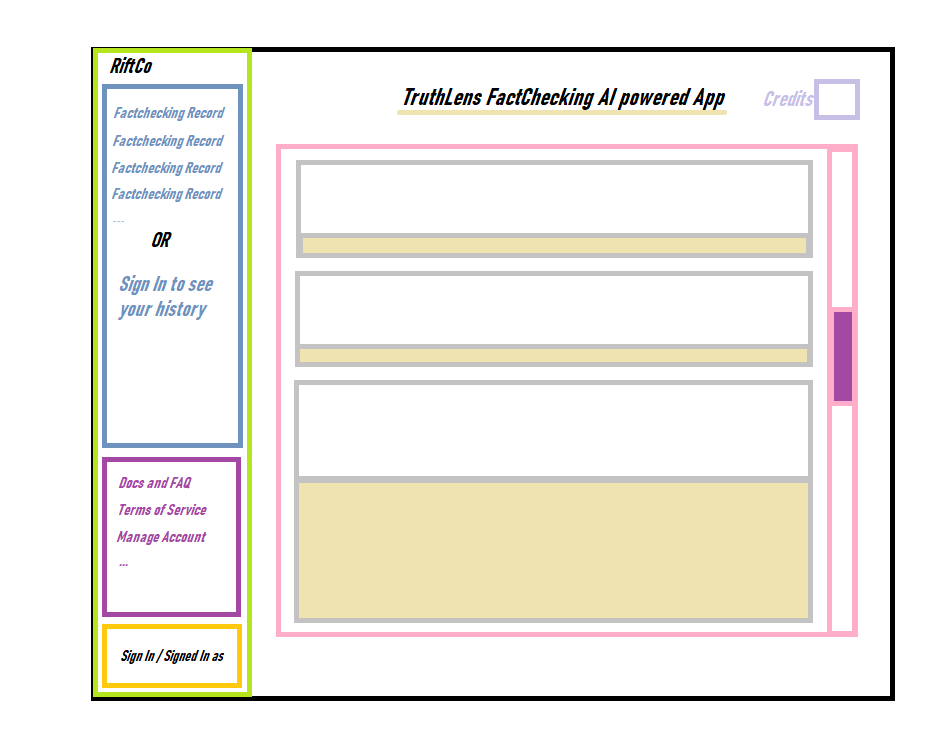 RiftCo
TruthLens FactChecking AI powered App
Credits
Factchecking Record
Factchecking Record
Factchecking Record
Factchecking Record
...
OR
Sign In to see
your history
Docs and FAQ
Terms of Service
Manage Account
...
Sign In / Signed In as